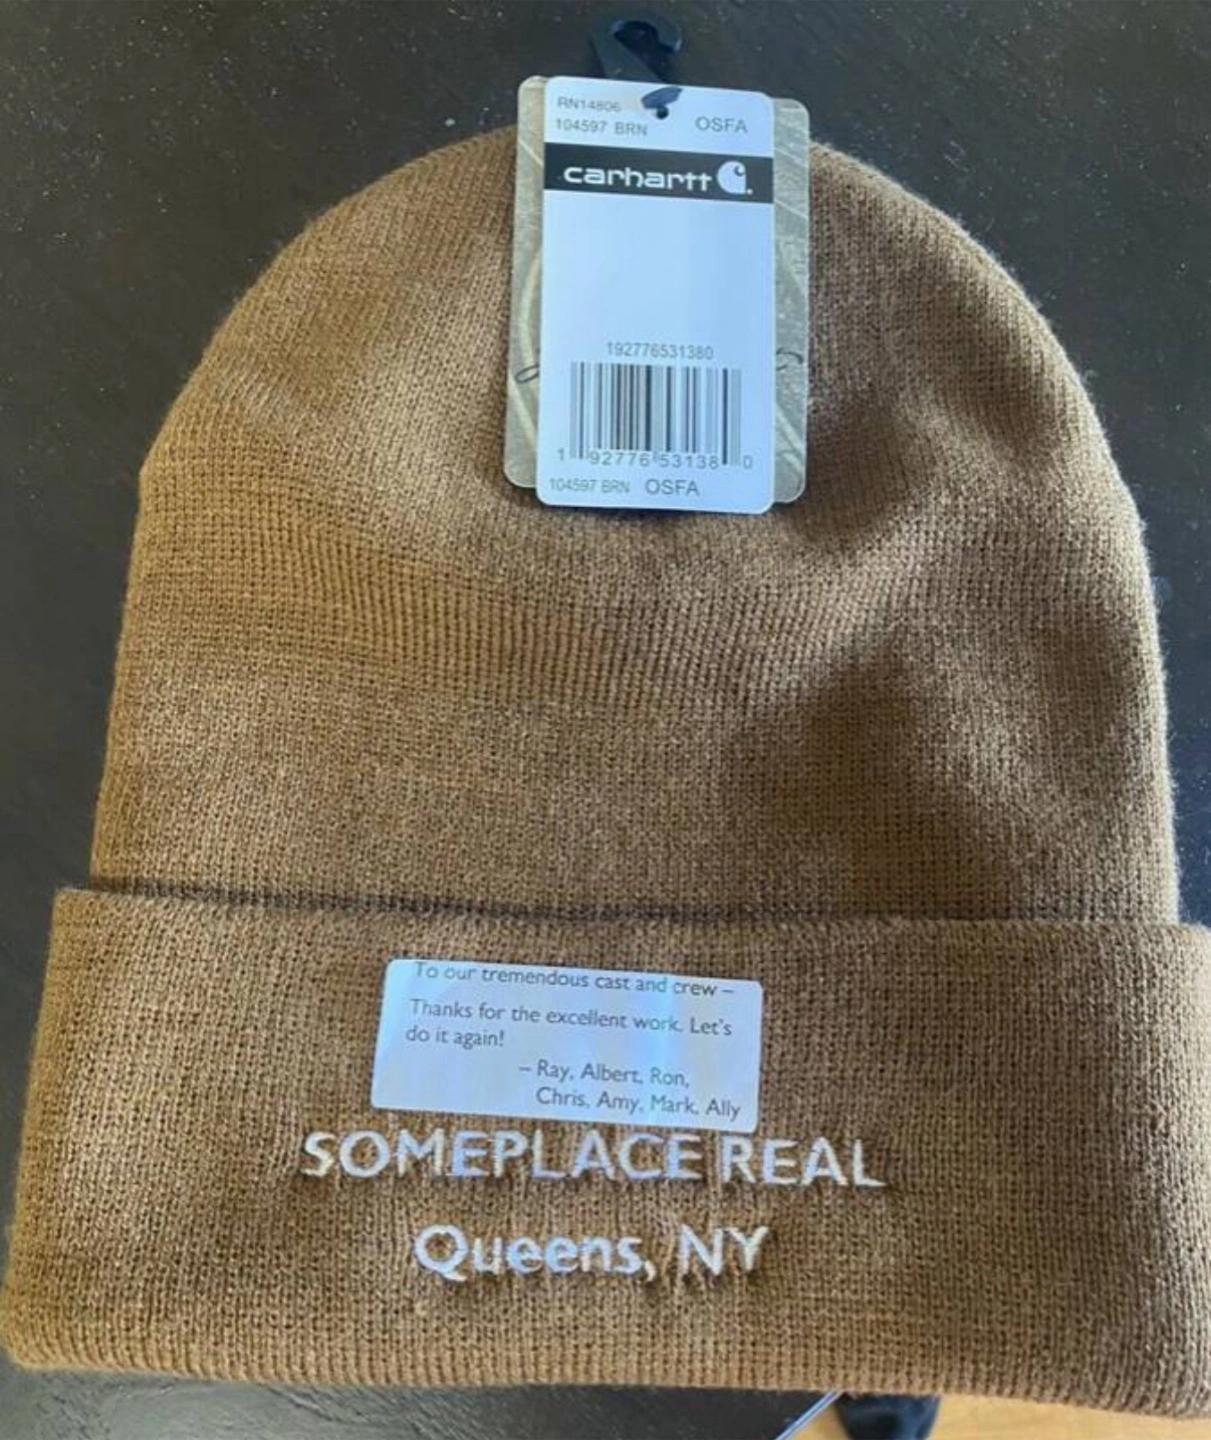 RN14806
104597 BRN OSFA
carhartt
192776531380
1 92776 53138 0
104597 BRN OSFA
To our tremendous cast and crew –
Thanks for the excellent work. Let's
do it again!
– Ray, Albert, Ron,
Chris, Amy, Mark, Ally
SOMEPLACE REAL
Queens, NY